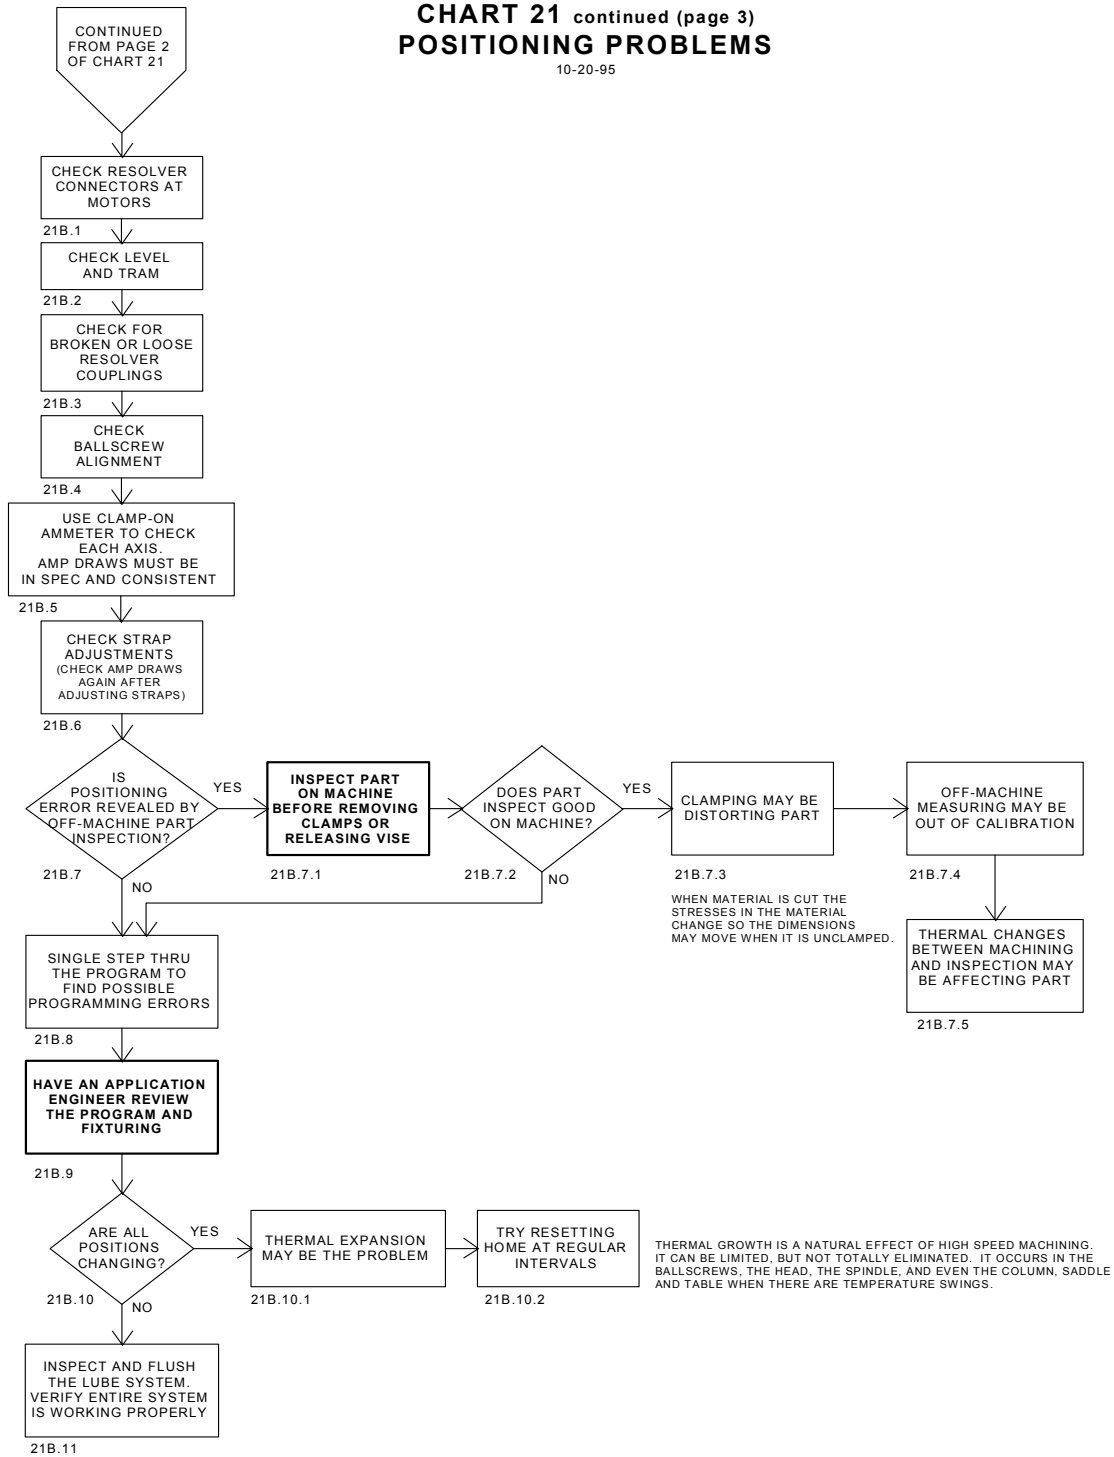 CHART 21 continued (page 3)
POSITIONING PROBLEMS
10-20-95
CONTINUED
FROM PAGE 2
OF CHART 21
CHECK RESOLVER
CONNECTORS AT
MOTORS
21B.1
CHECK LEVEL
AND TRAM
21B.2
CHECK FOR
BROKEN OR LOOSE
RESOLVER
COUPLINGS
21B.3
CHECK
BALLSCREW
ALIGNMENT
21B.4
USE CLAMP-ON
AMMETER TO CHECK
EACH AXIS.
AMP DRAWS MUST BE
IN SPEC AND CONSISTENT
21B.5
CHECK STRAP
ADJUSTMENTS
(CHECK AMP DRAWS
AGAIN AFTER
ADJUSTING STRAPS)
21B.6
IS
POSITIONING
ERROR REVEALED BY
OFF-MACHINE PART
INSPECTION?
21B.7
YES
NO
INSPECT PART
ON MACHINE
BEFORE REMOVING
CLAMPS OR
RELEASING VISE
21B.7.1
DOES PART
INSPECT GOOD
ON MACHINE?
21B.7.2
YES
NO
CLAMPING MAY BE
DISTORTING PART
21B.7.3
WHEN MATERIAL IS CUT THE
STRESSES IN THE MATERIAL
CHANGE SO THE DIMENSIONS
MAY MOVE WHEN IT IS UNCLAMPED.
OFF-MACHINE
MEASURING MAY BE
OUT OF CALIBRATION
21B.7.4
THERMAL CHANGES
BETWEEN MACHINING
AND INSPECTION MAY
BE AFFECTING PART
21B.7.5
SINGLE STEP THRU
THE PROGRAM TO
FIND POSSIBLE
PROGRAMMING ERRORS
21B.8
HAVE AN APPLICATION
ENGINEER REVIEW
THE PROGRAM AND
FIXTURING
21B.9
ARE ALL
POSITIONS
CHANGING?
21B.10
YES
NO
THERMAL EXPANSION
MAY BE THE PROBLEM
21B.10.1
TRY RESETTING
HOME AT REGULAR
INTERVALS
21B.10.2
THERMAL GROWTH IS A NATURAL EFFECT OF HIGH SPEED MACHINING.
IT CAN BE LIMITED, BUT NOT TOTALLY ELIMINATED. IT OCCURS IN THE
BALLSCREWS, THE HEAD, THE SPINDLE, AND EVEN THE COLUMN, SADDLE
AND TABLE WHEN THERE ARE TEMPERATURE SWINGS.
INSPECT AND FLUSH
THE LUBE SYSTEM.
VERIFY ENTIRE SYSTEM
IS WORKING PROPERLY
21B.11